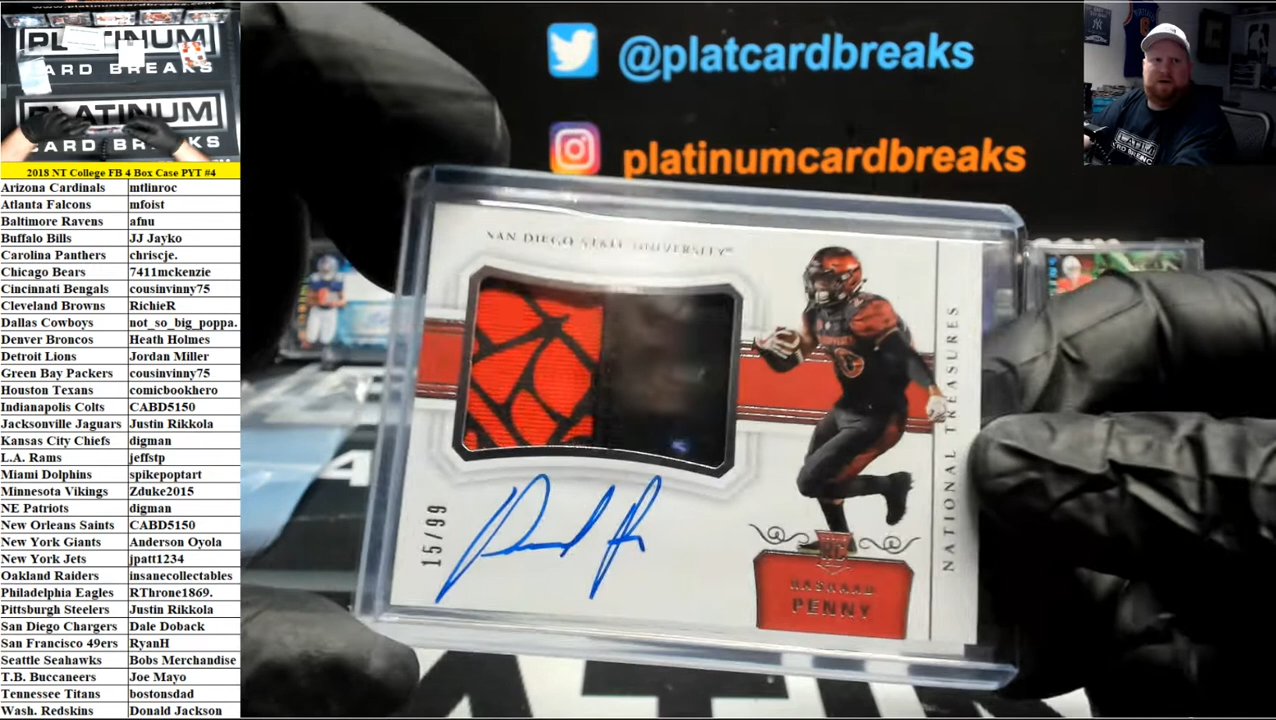 PLATINUM
CARD BREAKS
PLATINUM
CARD BREAKS
2018 NT College FB 4 Box Case PYT #4
Arizona Cardinals mtlinroc
Atlanta Falcons mfoist
Baltimore Ravens afnu
Buffalo Bills JJ Jayko
Carolina Panthers chriscje.
Chicago Bears 7411mckenzie
Cincinnati Bengals cousinvinny75
Cleveland Browns RichieR
Dallas Cowboys not_so_big_poppa.
Denver Broncos Heath Holmes
Detroit Lions Jordan Miller
Green Bay Packers cousinvinny75
Houston Texans comicbookhero
Indianapolis Colts CABD5150
Jacksonville Jaguars Justin Rikkola
Kansas City Chiefs digman
L.A. Rams jeffstp
Miami Dolphins spikepoptart
Minnesota Vikings Zduke2015
NE Patriots digman
New Orleans Saints CABD5150
New York Giants Anderson Oyola
New York Jets jpatt1234
Oakland Raiders insanecollectables
Philadelphia Eagles RThrone1869.
Pittsburgh Steelers Justin Rikkola
San Diego Chargers Dale Doback
San Francisco 49ers RyanH
Seattle Seahawks Bobs Merchandise
T.B. Buccaneers Joe Mayo
Tennessee Titans bostonsdad
Wash. Redskins Donald Jackson
@platcardbreaks
platinumcardbreaks
SAN DIEGO STATE UNIVERSITY
15/99
RC
RASHAAD
PENNY
NATIONAL TREASURES